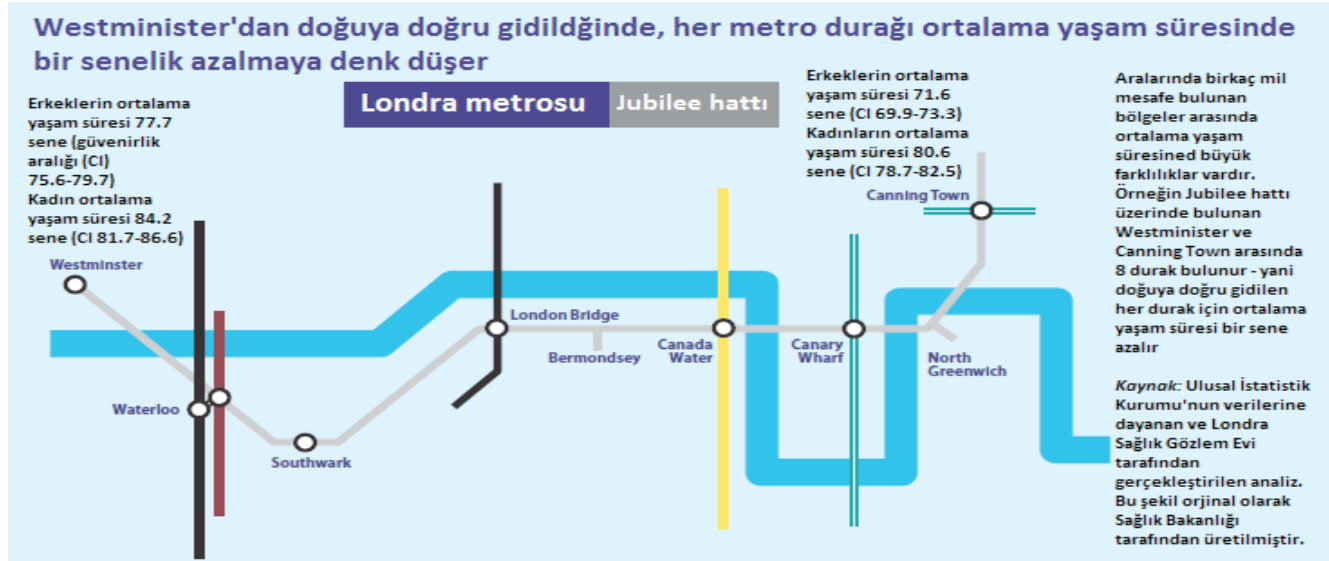 Westminister'dan doğuya doğru gidildğinde, her metro durağı ortalama yaşam süresinde
bir senelik azalmaya denk düşer
Erkeklerin ortalama
yaşam süresi 77.7
sene (güvenirlik
aralığı (CI)
75.6-79.7)
Kadın ortalama
yaşam süresi 84.2
sene (CI 81.7-86.6)
Londra metrosu
Jubilee hattı
Erkeklerin ortalama
yaşam süresi 71.6
sene (CI 69.9-73.3)
Kadınların ortalama
yaşam süresi 80.6
sene (CI 78.7-82.5)
Westminster
Waterloo
Southwark
London Bridge
Bermondsey
Canada
Water
Canary
Wharf
North
Greenwich
Canning Town
Aralarında birkaç mil
mesafe bulunan
bölgeler arasında
ortalama yaşam
süresined büyük
farklılıklar vardır.
Örneğin Jubilee hattı
üzerinde bulunan
Westminister ve
Canning Town arasında
8 durak bulunur - yani
doğuya doğru gidilen
her durak için ortalama
yaşam süresi bir sene
azalır
Kaynak: Ulusal İstatistik
Kurumu'nun verilerine
dayanan ve Londra
Sağlık Gözlem Evi
tarafından
gerçekleştirilen analiz.
Bu şekil orjinal olarak
Sağlık Bakanlığı
tarafından üretilmiştir.